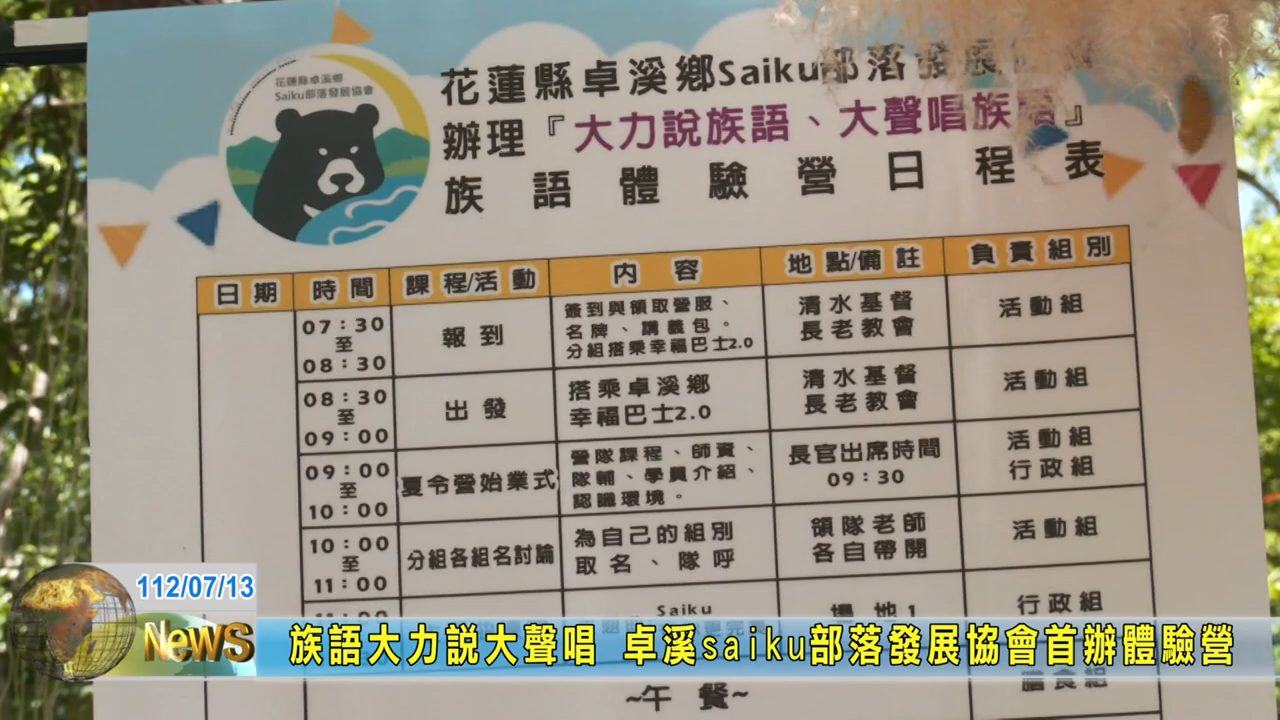 花蓮縣卓溪鄉
Saiku部落發展協會
花蓮縣卓溪鄉Saiku部落發展
辦理『大力說族語、大聲唱族語』
族語體驗營日程表
日期 時間 課程/活動 內容 地點/備註 負責組別
07:30
至
08:30
報到
簽到與領取營服、
名牌、講義包。
分組搭乘幸福巴士2.0
清水基督
長老教會
活動組
08:30
至
09:00
出發
搭乘卓溪鄉
幸福巴士2.0
清水基督
長老教會
活動組
09:00
至
10:00
夏令營始業式
營隊課程、師資、
隊輔、學員介紹、
認識環境。
長官出席時間
09:30
活動組
行政組
10:00
至
11:00
分組各組名討論
為自己的組別
取名、隊呼
領隊老師
各自帶開
活動組
Saiku
場地1
行政組
膳食組
~午餐~
112/07/13
News
族語大力說大聲唱 卓溪saiku部落發展協會首辦體驗營